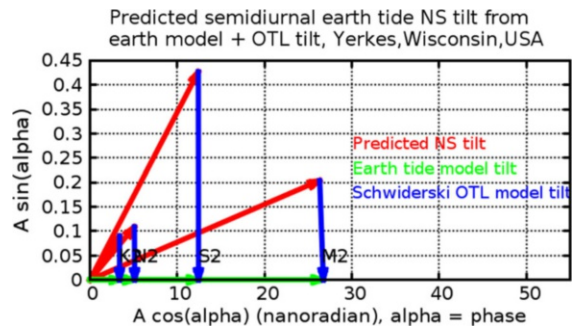 Predicted semidiurnal earth tide NS tilt from
earth model + OTL tilt, Yerkes,Wisconsin,USA
0.45
0.4
0.35
0.3
0.25
0.2
0.15
0.1
0.05
0
A sin(alpha)
Predicted NS tilt
Earth tide model tilt
Schwiderski OTL model tilt
K2 N2 S2 M2
0 10 20 30 40 50
A cos(alpha) (nanoradian), alpha = phase